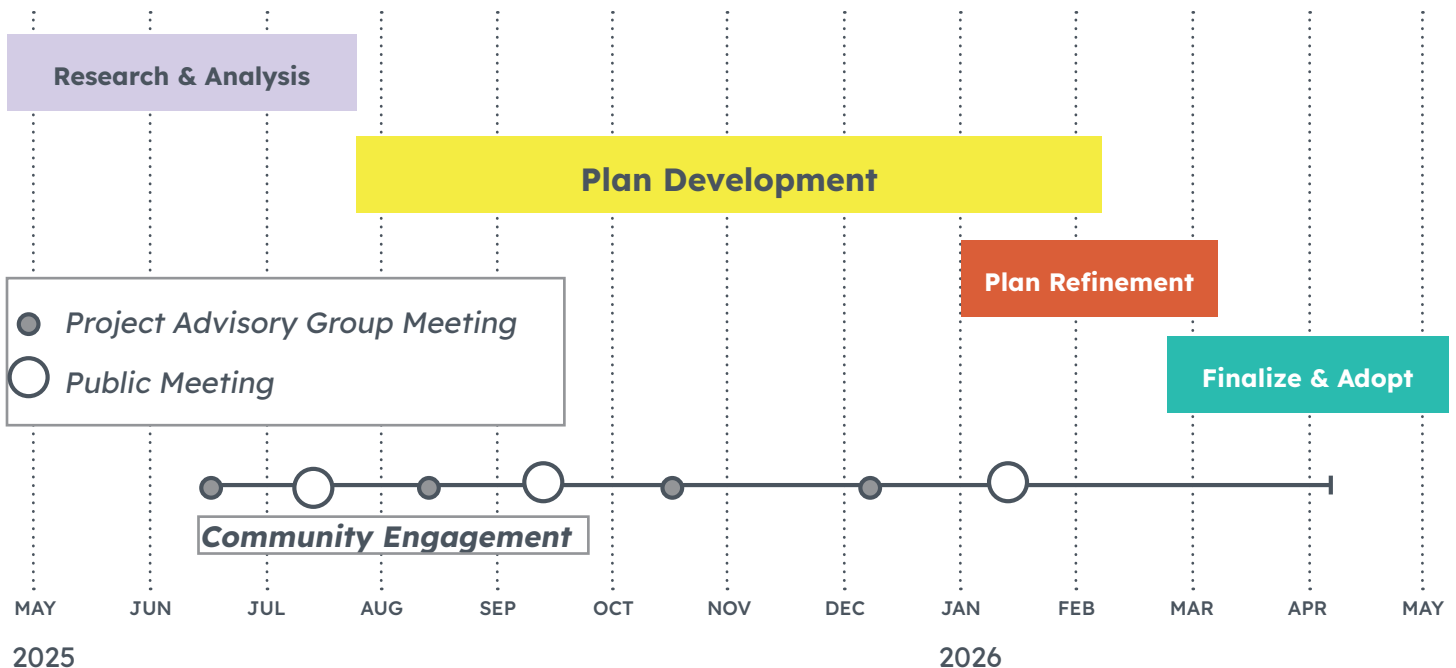 Research & Analysis
Plan Development
Plan Refinement
Project Advisory Group Meeting
Public Meeting
Finalize & Adopt
Community Engagement
MAY JUN JUL AUG SEP OCT NOV DEC JAN FEB MAR APR MAY
2025 2026